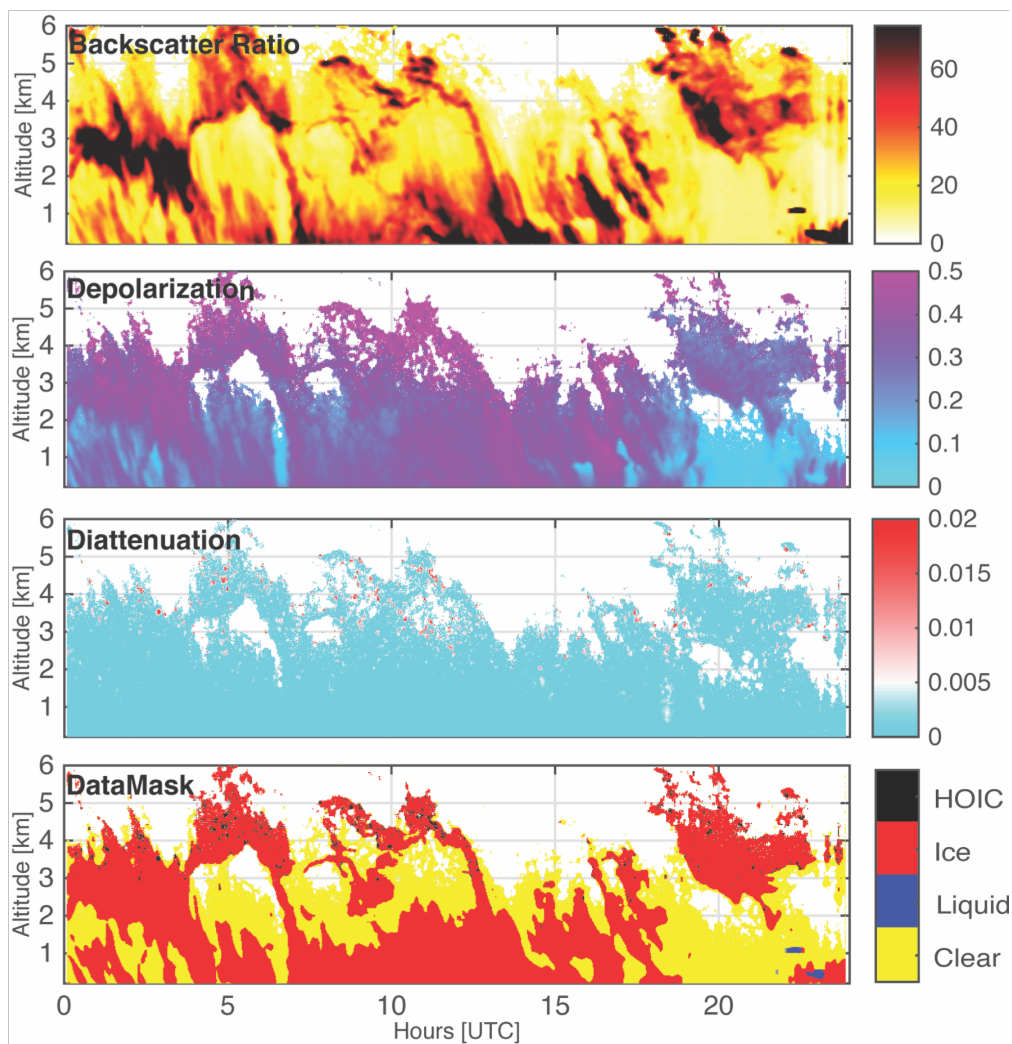 Backscatter Ratio
Altitude [km]
6
5
4
3
2
1
60
40
20
0
Depolarization
Altitude [km]
6
5
4
3
2
1
0.5
0.4
0.3
0.2
0.1
0
Diattenuation
Altitude [km]
6
5
4
3
2
1
0.02
0.015
0.01
0.005
0
DataMask
Altitude [km]
6
5
4
3
2
1
HOIC
Ice
Liquid
Clear
0 5 10 15 20
Hours [UTC]